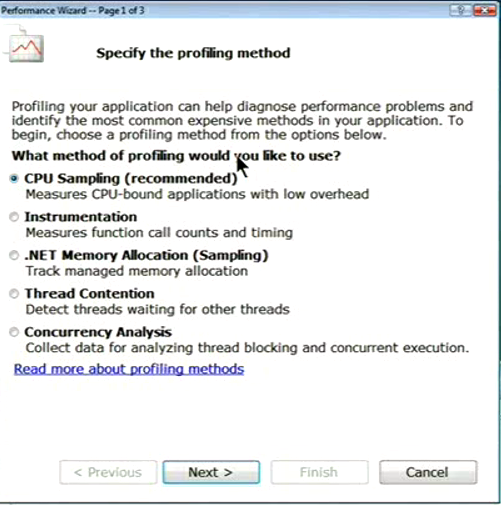 Performance Wizard -- Page 1 of 3
Specify the profiling method
Profiling your application can help diagnose performance problems and
identify the most common expensive methods in your application. To
begin, choose a profiling method from the options below.
What method of profiling would you like to use?
CPU Sampling (recommended)
Measures CPU-bound applications with low overhead
Instrumentation
Measures function call counts and timing
.NET Memory Allocation (Sampling)
Track managed memory allocation
Thread Contention
Detect threads waiting for other threads
Concurrency Analysis
Collect data for analyzing thread blocking and concurrent execution.
Read more about profiling methods
< Previous
Next >
Finish
Cancel